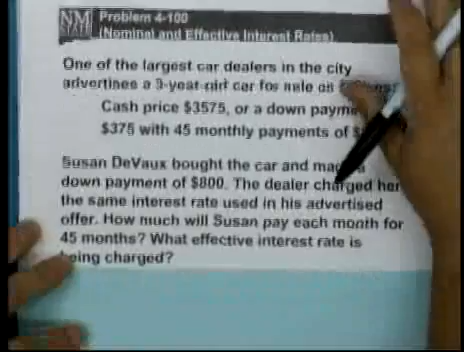 NM
STATE
Problem 4-100
(Nominal and Effective Interest Rates)
One of the largest car dealers in the city
advertises a 3-year-old car for sale as
Cash price $3575, or a down
$375 with 45 monthly payments of
Susan DeVaux bought the car and
down payment of $800. The dealer charged her
the same interest rate used in his advertised
offer. How much will Susan pay each month for
45 months? What effective interest rate is
being charged?